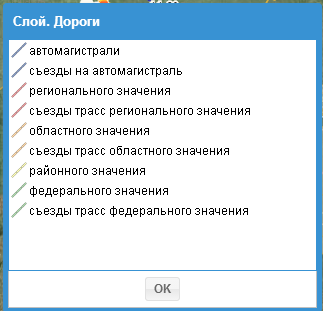 Слой. Дороги
автомагистрали
съезды на автомагистраль
регионального значения
съезды трасс регионального значения
областного значения
съезды трасс областного значения
районного значения
федерального значения
съезды трасс федерального значения
OK